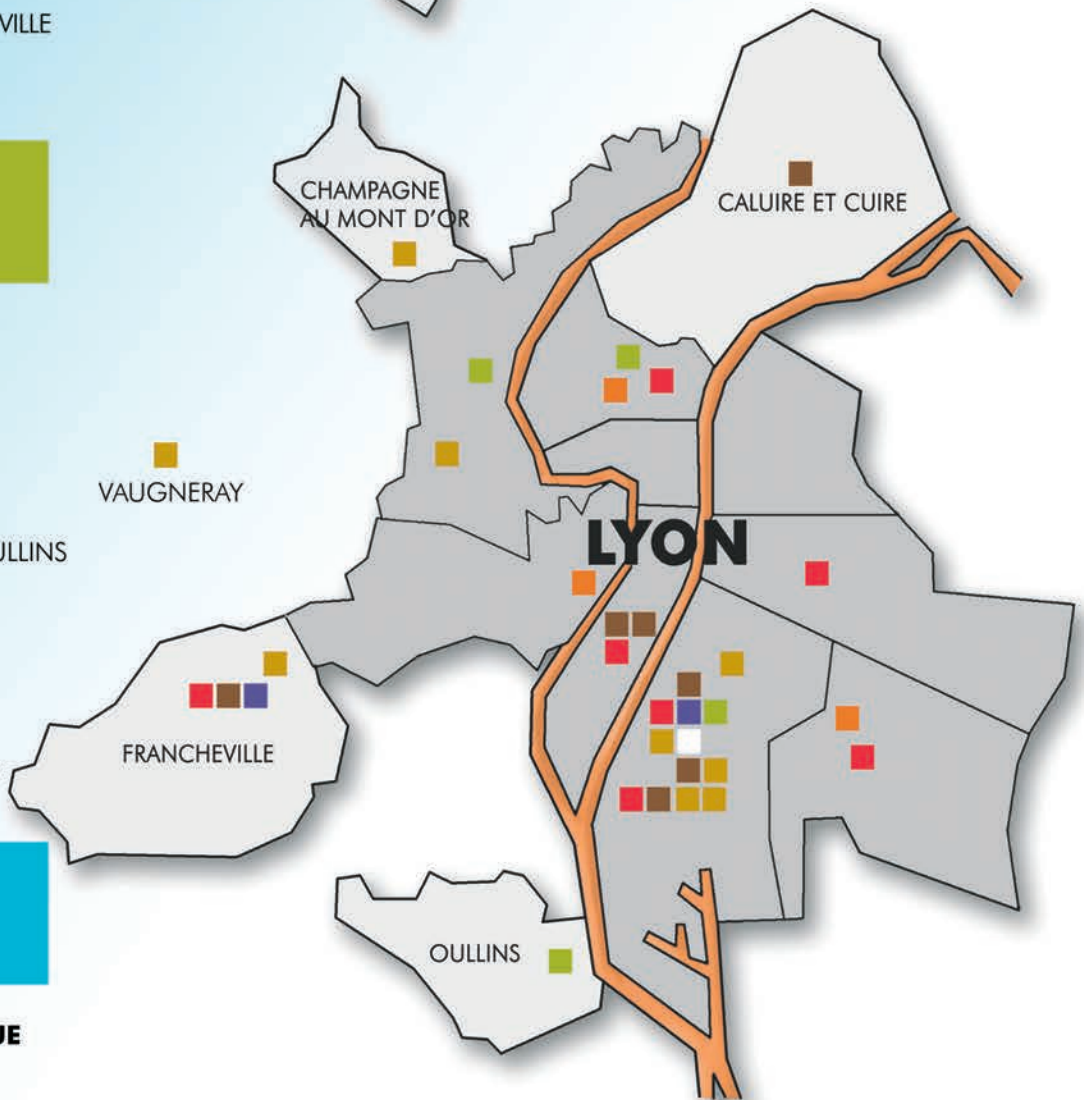 VILLE
CHAMPAGNE
AU MONT D'OR
CALUIRE ET CUIRE
VAUGNERAY
ULLINS
LYON
FRANCHEVILLE
OULLINS
UE